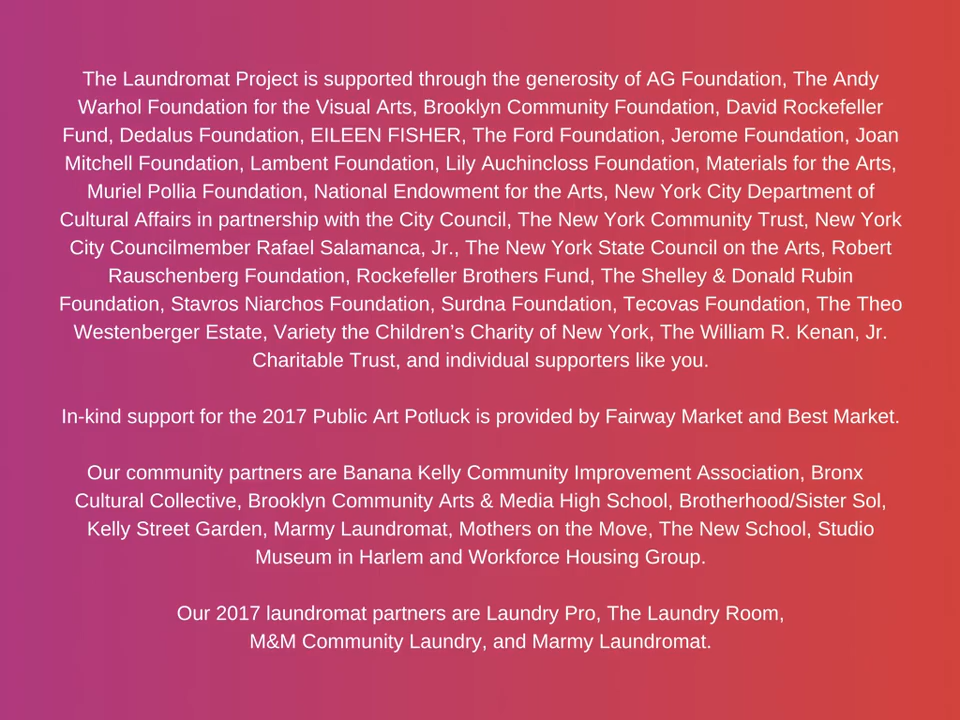 The Laundromat Project is supported through the generosity of AG Foundation, The Andy
Warhol Foundation for the Visual Arts, Brooklyn Community Foundation, David Rockefeller
Fund, Dedalus Foundation, EILEEN FISHER, The Ford Foundation, Jerome Foundation, Joan
Mitchell Foundation, Lambent Foundation, Lily Auchincloss Foundation, Materials for the Arts,
Muriel Pollia Foundation, National Endowment for the Arts, New York City Department of
Cultural Affairs in partnership with the City Council, The New York Community Trust, New York
City Councilmember Rafael Salamanca, Jr., The New York State Council on the Arts, Robert
Rauschenberg Foundation, Rockefeller Brothers Fund, The Shelley & Donald Rubin
Foundation, Stavros Niarchos Foundation, Surdna Foundation, Tecovas Foundation, The Theo
Westenberger Estate, Variety the Children's Charity of New York, The William R. Kenan, Jr.
Charitable Trust, and individual supporters like you.
In-kind support for the 2017 Public Art Potluck is provided by Fairway Market and Best Market.
Our community partners are Banana Kelly Community Improvement Association, Bronx
Cultural Collective, Brooklyn Community Arts & Media High School, Brotherhood/Sister Sol,
Kelly Street Garden, Marmy Laundromat, Mothers on the Move, The New School, Studio
Museum in Harlem and Workforce Housing Group.
Our 2017 laundromat partners are Laundry Pro, The Laundry Room,
M&M Community Laundry, and Marmy Laundromat.